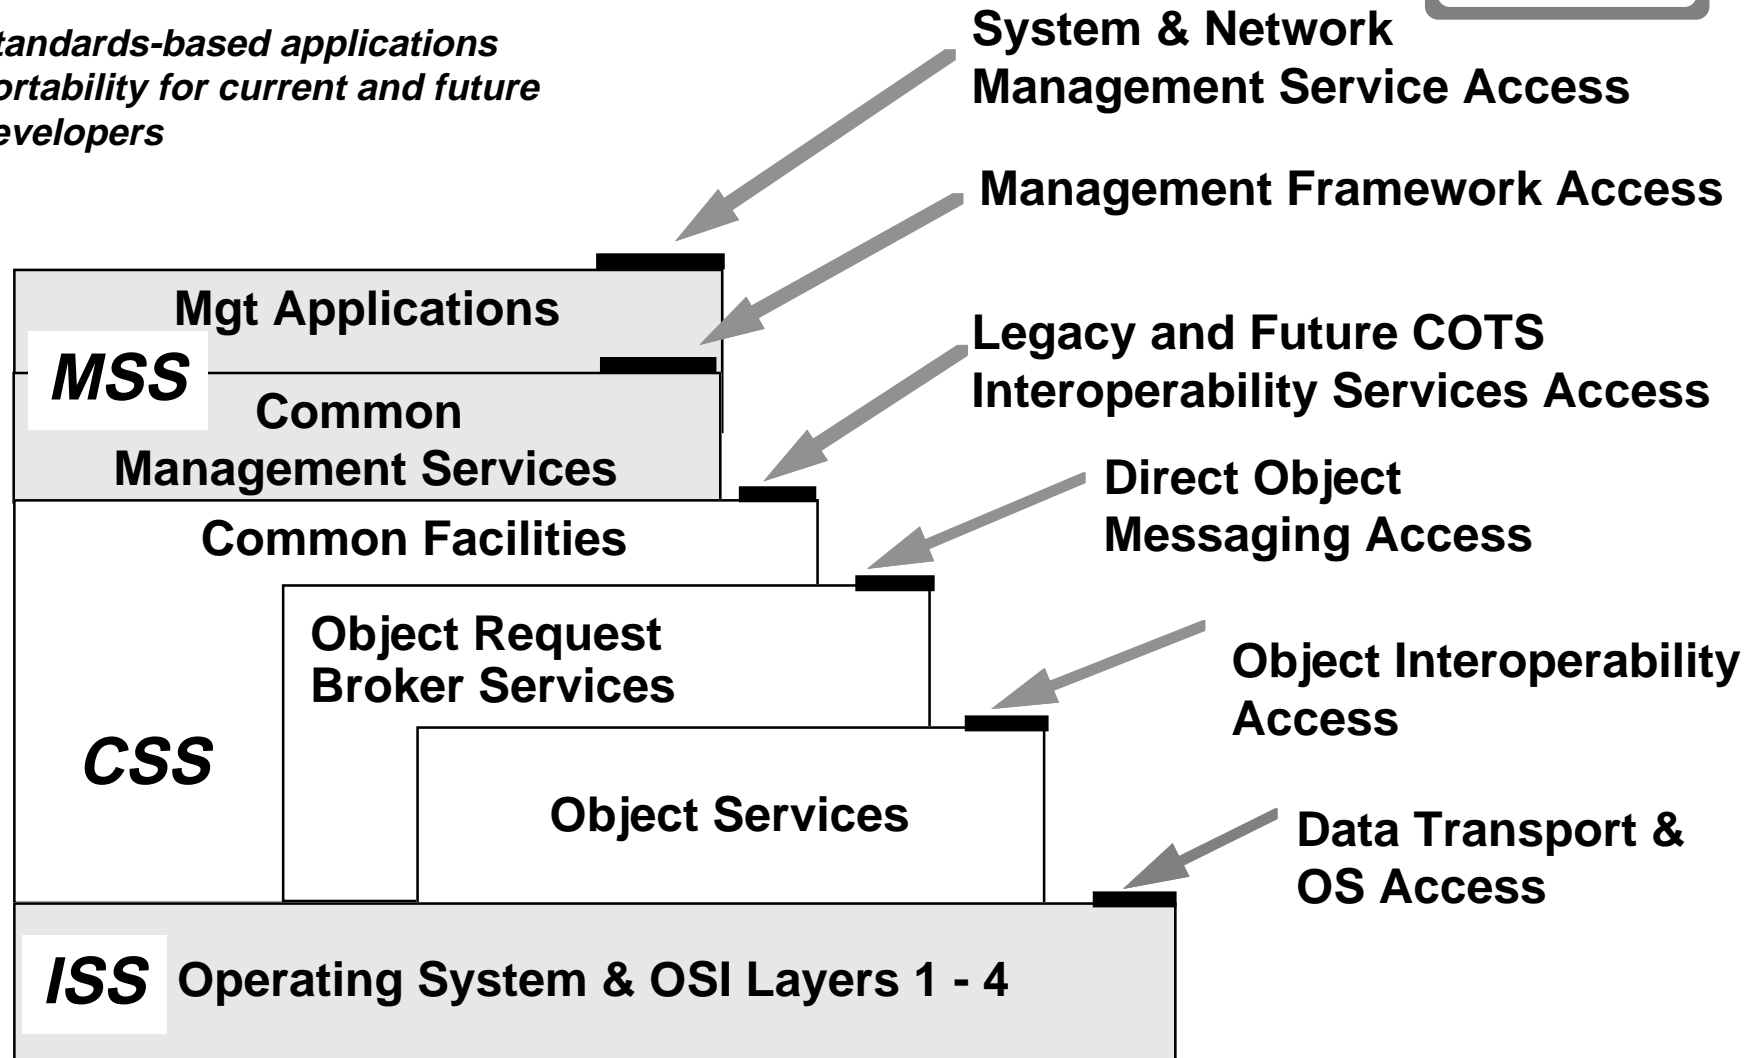 tandards-based applications
ortability for current and future
evelopers
System & Network
Management Service Access
Management Framework Access
Legacy and Future COTS
Interoperability Services Access
Direct Object
Messaging Access
Object Interoperability
Access
Data Transport &
OS Access
Mgt Applications
MSS
Common
Management Services
Common Facilities
Object Request
Broker Services
CSS
Object Services
ISS Operating System & OSI Layers 1 - 4